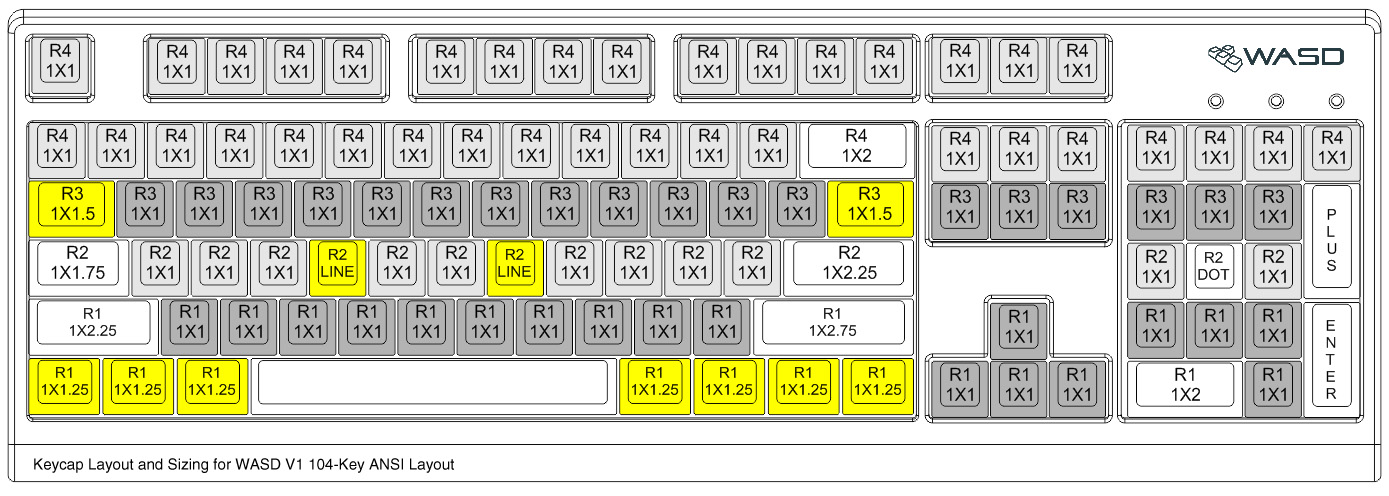 R4 R4 R4 R4 R4 R4 R4 R4 R4 R4 R4 R4 R4 R4 R4 R4
1X1 1X1 1X1 1X1 1X1 1X1 1X1 1X1 1X1 1X1 1X1 1X1 1X1 1X1 1X1 1X1
WASD
R4 R4 R4 R4 R4 R4 R4 R4 R4 R4 R4 R4 R4 R4 R4 R4 R4 R4 R4 R4 R4
1X1 1X1 1X1 1X1 1X1 1X1 1X1 1X1 1X1 1X1 1X1 1X1 1X1 1X2 1X1 1X1 1X1 1X1 1X1 1X1 1X1
R3 R3 R3 R3 R3 R3 R3 R3 R3 R3 R3 R3 R3 R3 R3 R3 R3 R3 R3 R3
1X1.5 1X1 1X1 1X1 1X1 1X1 1X1 1X1 1X1 1X1 1X1 1X1 1X1 1X1.5 1X1 1X1 1X1 1X1 1X1 1X1
PLUS
R2 R2 R2 R2 R2 R2 R2 R2 R2 R2 R2 R2 R2 R2 R2 R2
1X1.75 1X1 1X1 1X1 LINE 1X1 1X1 LINE 1X1 1X1 1X1 1X1 1X2.25 1X1 DOT 1X1
R1 R1 R1 R1 R1 R1 R1 R1 R1 R1 R1 R1 R1 R1 R1 R1
1X2.25 1X1 1X1 1X1 1X1 1X1 1X1 1X1 1X1 1X1 1X1 1X2.75 1X1 1X1 1X1 1X1
ENTER
R1 R1 R1 R1 R1 R1 R1 R1 R1 R1 R1 R1
1X1.25 1X1.25 1X1.25 1X1.25 1X1.25 1X1.25 1X1.25 1X1 1X1 1X1 1X2 1X1
Keycap Layout and Sizing for WASD V1 104-Key ANSI Layout